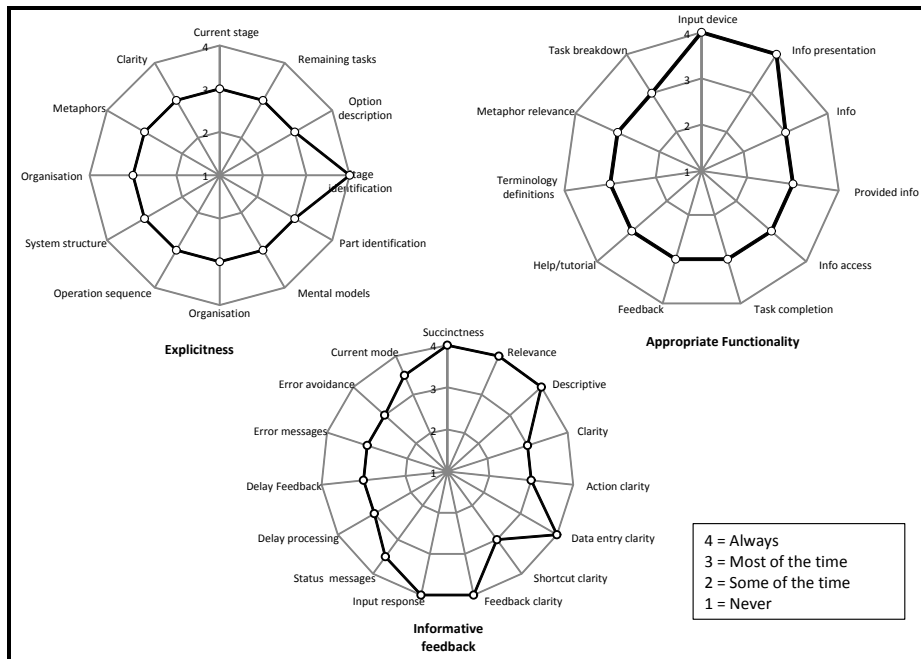 Current stage
Remaining tasks
Option
description
tage
identification
Part identification
Mental models
Organisation
Operation sequence
System structure
Organisation
Metaphors
Clarity
4
3
2
1
Explicitness
Input device
Info presentation
Info
Provided info
Info access
Task completion
Feedback
Help/tutorial
Terminology
definitions
Metaphor relevance
Task breakdown
4
3
2
1
Appropriate Functionality
Succinctness
Relevance
Descriptive
Clarity
Action clarity
Data entry clarity
Shortcut clarity
Feedback clarity
Input response
Status messages
Delay processing
Delay Feedback
Error messages
Error avoidance
Current mode
4
3
2
1
Informative
feedback
4 = Always
3 = Most of the time
2 = Some of the time
1 = Never